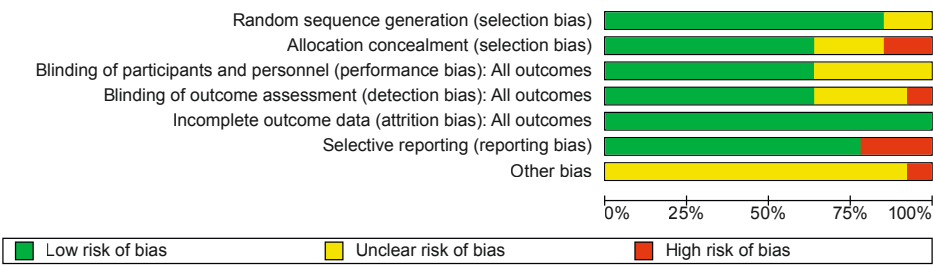 Random sequence generation (selection bias)
Allocation concealment (selection bias)
Blinding of participants and personnel (performance bias): All outcomes
Blinding of outcome assessment (detection bias): All outcomes
Incomplete outcome data (attrition bias): All outcomes
Selective reporting (reporting bias)
Other bias
0% 25% 50% 75% 100%
Low risk of bias Unclear risk of bias High risk of bias